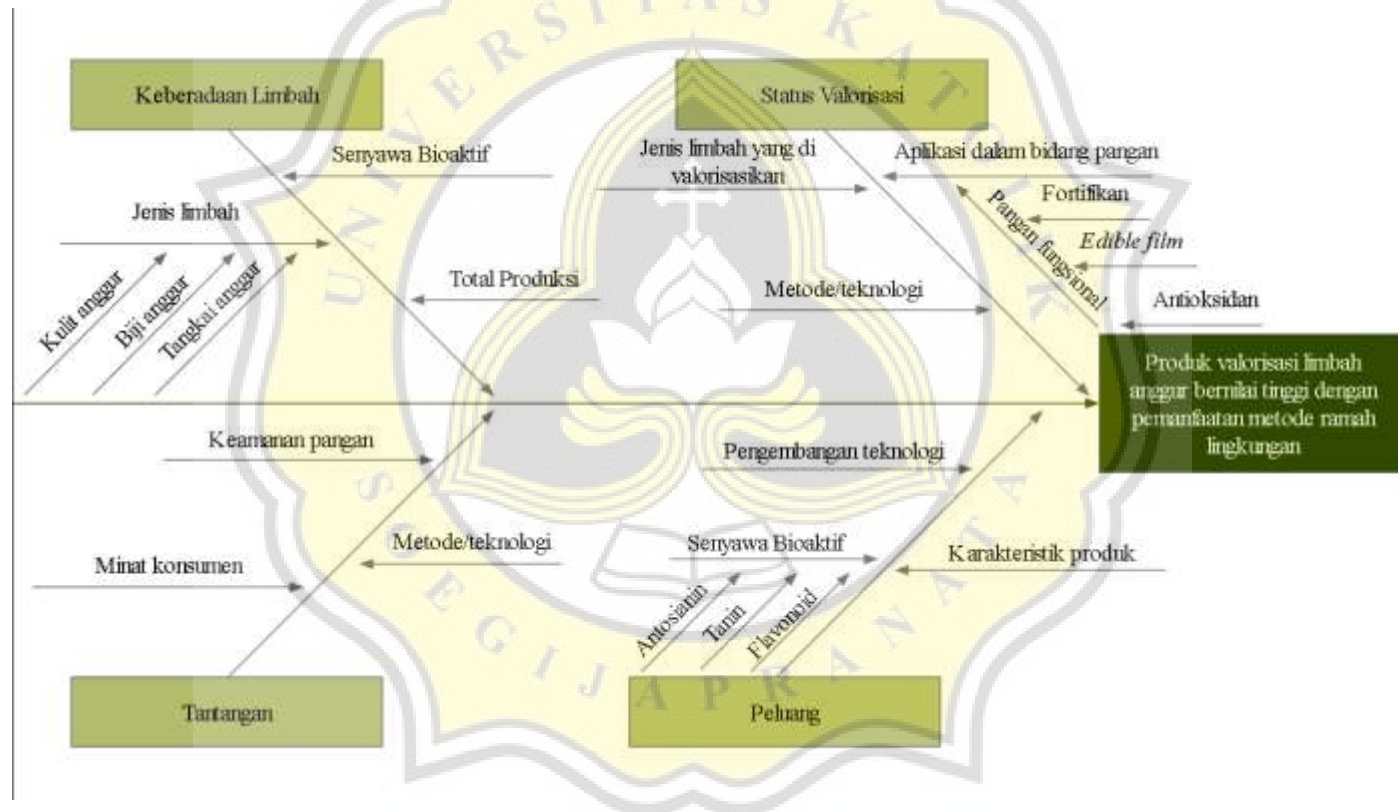 UNIVERSITAS KATOLIK
SOEGIJAPRANATA
Keberadaan Limbah
Status Valorisasi
Senyawa Bioaktif
Jenis limbah yang di
valorisasikan
Aplikasi dalam bidang pangan
Fortifikan
Pangan fungsional
Edible film
Antioksidan
Jenis limbah
Kulit anggur
Biji anggur
Tangkai anggur
Total Produksi
Metode/teknologi
Produk valorisasi limbah
anggur bernilai tinggi dengan
pemanfaatan metode ramah
lingkungan
Keamanan pangan
Pengembangan teknologi
Minat konsumen
Metode/teknologi
Senyawa Bioaktif
Karakteristik produk
Antosianin
Tanin
Flavonoid
Tantangan
Peluang